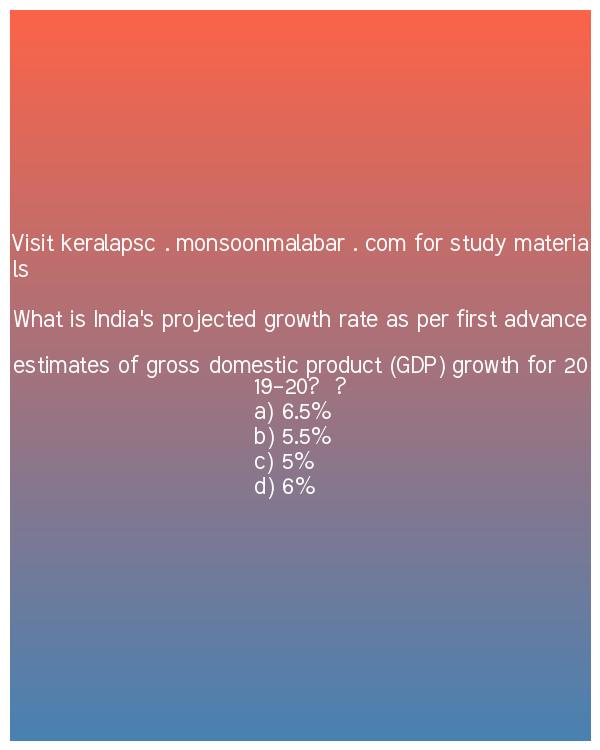 Visit keralapsc . monsoonmalabar . com for study materia
ls
What is India's projected growth rate as per first advance
estimates of gross domestic product (GDP) growth for 20
19-20? ?
a) 6.5%
b) 5.5%
c) 5%
d) 6%